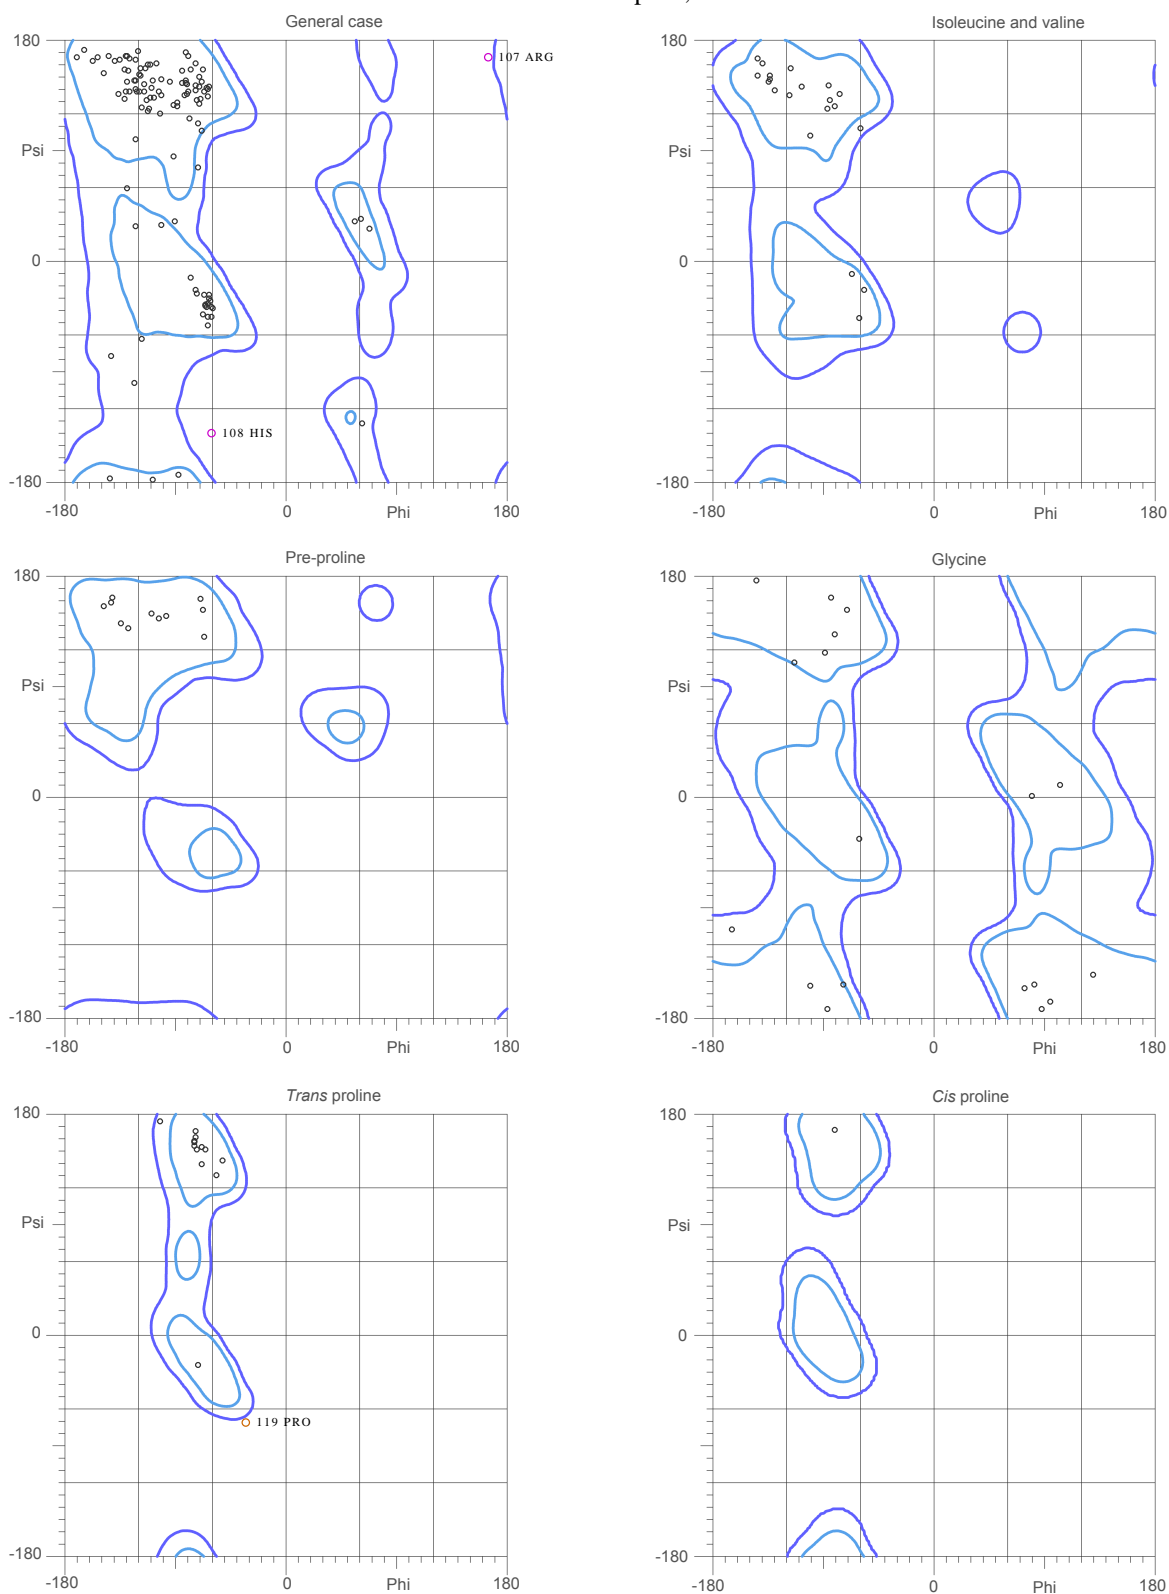 General case
Isoleucine and valine
180
107 ARG
180
Psi
Psi
0
0
108 HIS
-180
-180
-180
0
Phi
180
-180
0
Phi
180
Pre-proline
Glycine
180
180
Psi
Psi
0
0
-180
-180
-180
0
Phi
180
-180
0
Phi
180
Trans proline
Cis proline
180
180
Psi
Psi
0
0
119 PRO
-180
-180
-180
0
Phi
180
-180
0
Phi
180